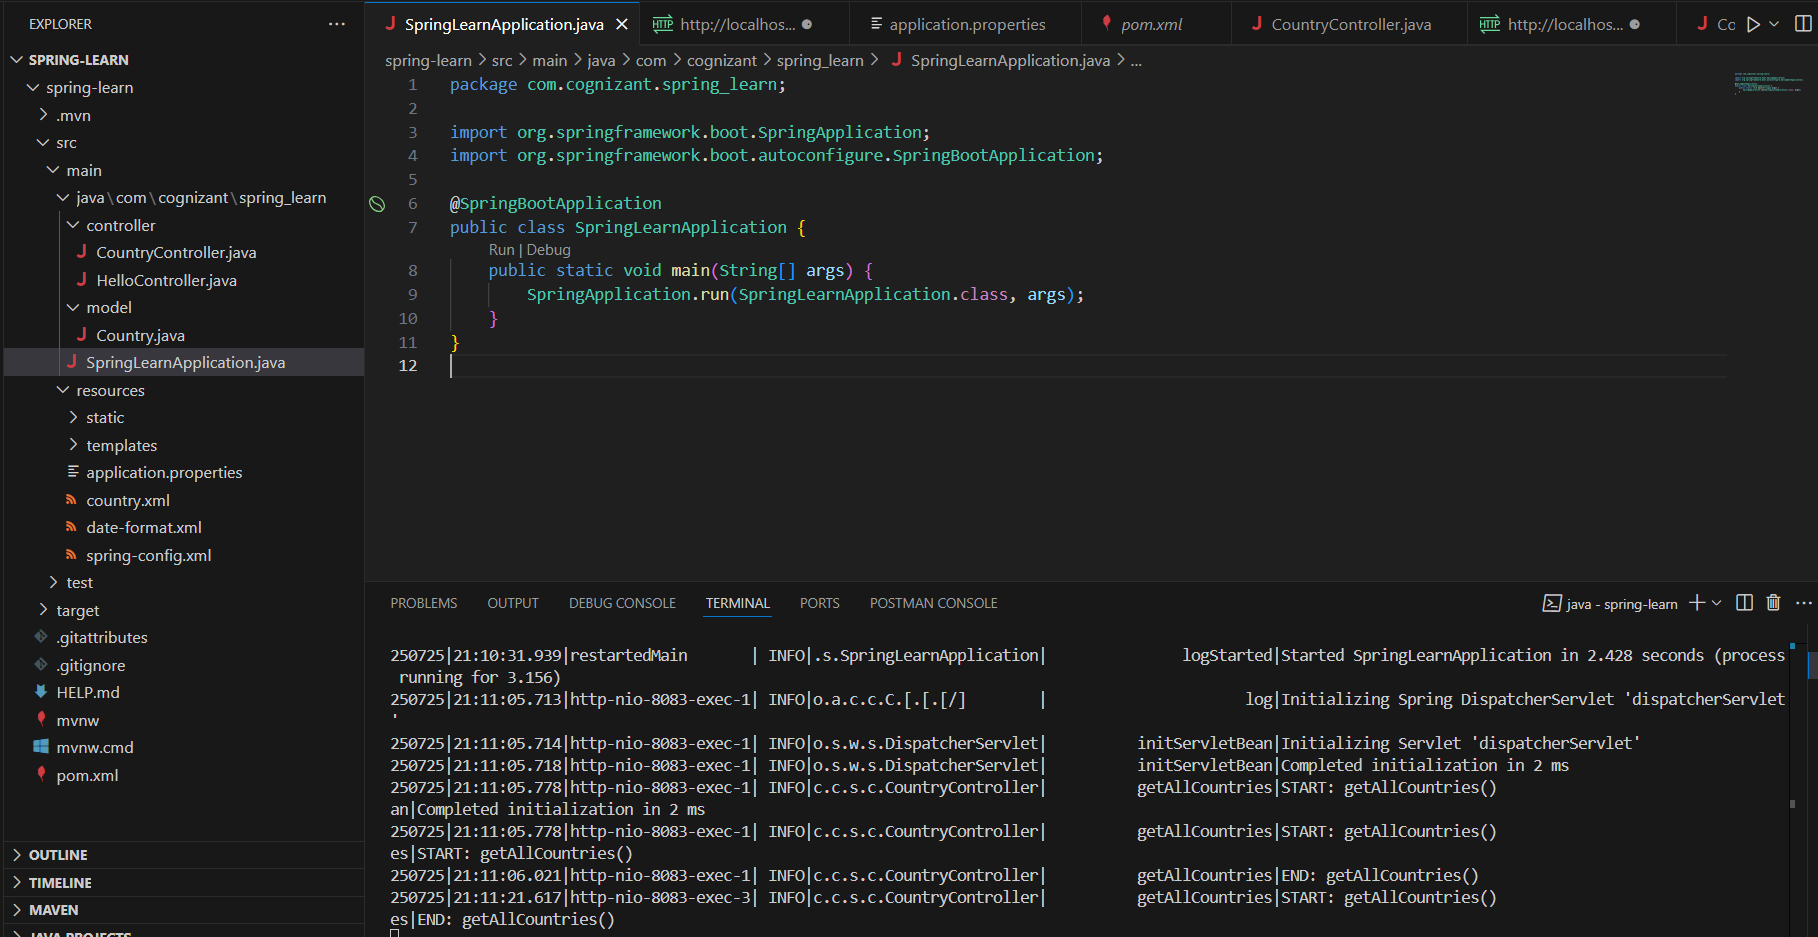 EXPLORER
SPRING-LEARN
spring-learn
.mvn
src
main
java\com\cognizant\spring_learn
controller
CountryController.java
HelloController.java
model
Country.java
SpringLearnApplication.java
resources
static
templates
application.properties
country.xml
date-format.xml
spring-config.xml
test
target
.gitattributes
.gitignore
HELP.md
mvnw
mvnw.cmd
pom.xml
OUTLINE
TIMELINE
MAVEN
JAVA PROJECTS
SpringLearnApplication.java
http://localhos...
application.properties
pom.xml
CountryController.java
http://localhos...
Co
spring-learn > src > main > java > com > cognizant > spring_learn > SpringLearnApplication.java > ...
1 package com.cognizant.spring_learn;
2
3 import org.springframework.boot.SpringApplication;
4 import org.springframework.boot.autoconfigure.SpringBootApplication;
5
6 @SpringBootApplication
7 public class SpringLearnApplication {
Run | Debug
8 public static void main(String[] args) {
9 SpringApplication.run(SpringLearnApplication.class, args);
10 }
11 }
12
PROBLEMS OUTPUT DEBUG CONSOLE TERMINAL PORTS POSTMAN CONSOLE
java - spring-learn
250725|21:10:31.939|restartedMain | INFO|.s.SpringLearnApplication| logStarted|Started SpringLearnApplication in 2.428 seconds (process
running for 3.156)
250725|21:11:05.713|http-nio-8083-exec-1| INFO|o.a.c.c.C.[.[.[/] | log|Initializing Spring DispatcherServlet 'dispatcherServlet
'
250725|21:11:05.714|http-nio-8083-exec-1| INFO|o.s.w.s.DispatcherServlet| initServletBean|Initializing Servlet 'dispatcherServlet'
250725|21:11:05.718|http-nio-8083-exec-1| INFO|o.s.w.s.DispatcherServlet| initServletBean|Completed initialization in 2 ms
250725|21:11:05.778|http-nio-8083-exec-1| INFO|c.c.s.c.CountryController| getAllCountries|START: getAllCountries()
an|Completed initialization in 2 ms
250725|21:11:05.778|http-nio-8083-exec-1| INFO|c.c.s.c.CountryController| getAllCountries|START: getAllCountries()
es|START: getAllCountries()
250725|21:11:06.021|http-nio-8083-exec-1| INFO|c.c.s.c.CountryController| getAllCountries|END: getAllCountries()
250725|21:11:21.617|http-nio-8083-exec-3| INFO|c.c.s.c.CountryController| getAllCountries|START: getAllCountries()
es|END: getAllCountries()